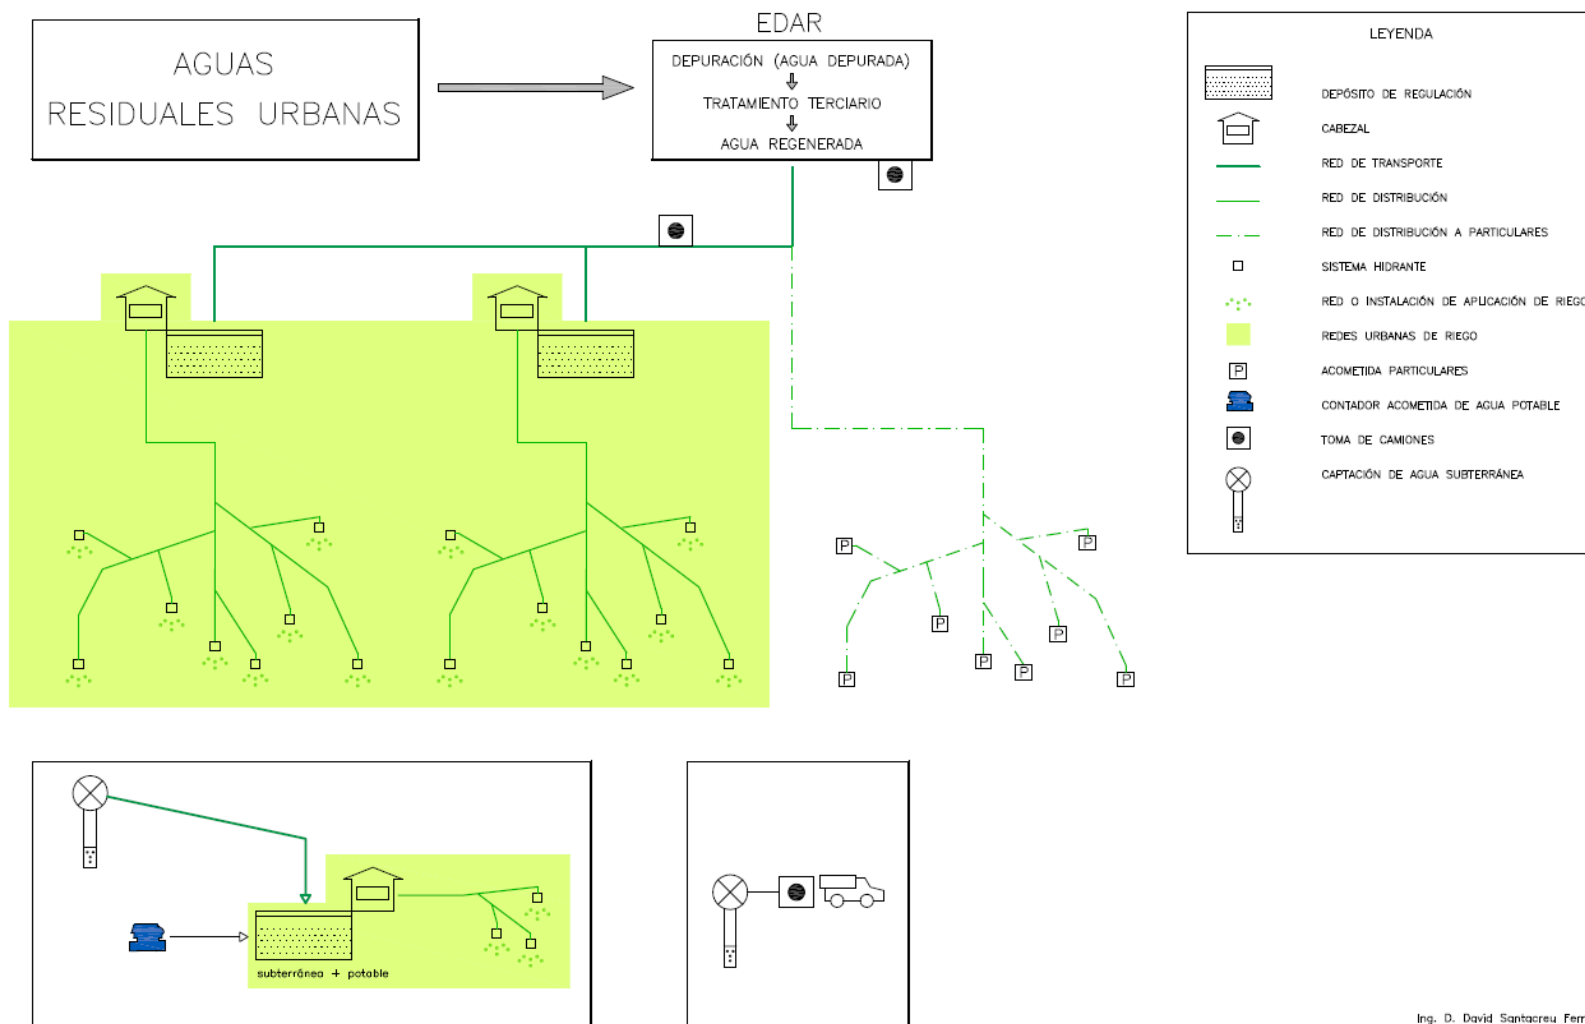 AGUAS
RESIDUALES URBANAS
EDAR
DEPURACIÓN (AGUA DEPURADA)
TRATAMIENTO TERCIARIO
AGUA REGENERADA
LEYENDA
DEPÓSITO DE REGULACIÓN
CABEZAL
RED DE TRANSPORTE
RED DE DISTRIBUCIÓN
RED DE DISTRIBUCIÓN A PARTICULARES
SISTEMA HIDRANTE
RED O INSTALACIÓN DE APLICACIÓN DE RIEGO
REDES URBANAS DE RIEGO
P
ACOMETIDA PARTICULARES
CONTADOR ACOMETIDA DE AGUA POTABLE
TOMA DE CAMIONES
CAPTACIÓN DE AGUA SUBTERRÁNEA
P
P
P
P
P
P
P
P
P
subterránea + potable
Ing. D. David Santacreu Ferr